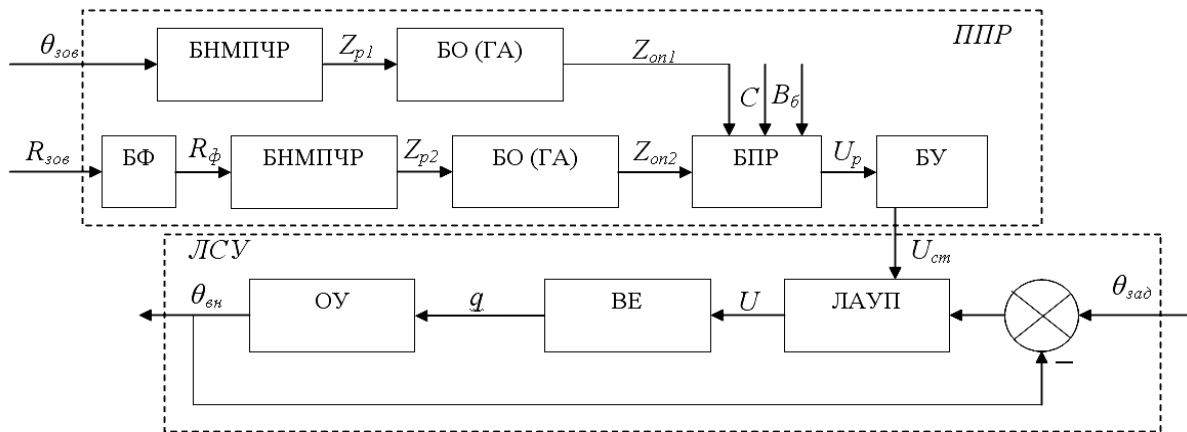 ППР
θзов
БНМПЧР
Zр1
БО (ГА)
Zоп1
C
Вб
Rзов
БФ
Rф
БНМПЧР
Zр2
БО (ГА)
Zоп2
БПР
Uр
БУ
ЛСУ
Uст
θвн
ОУ
q
ВЕ
U
ЛАУП
θзад
−